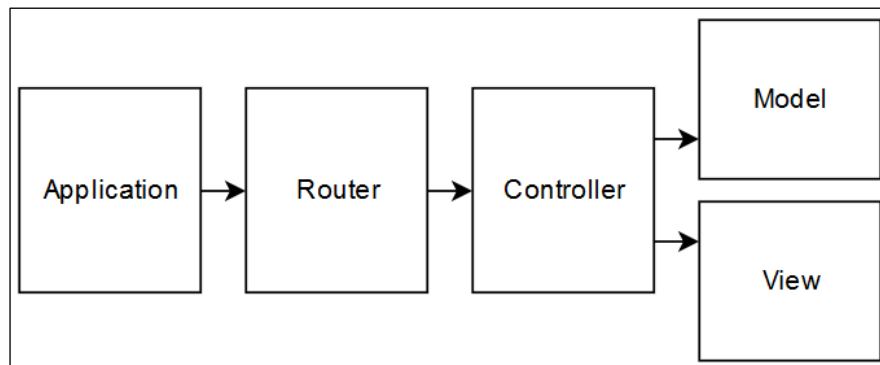 Application
Router
Controller
Model
View